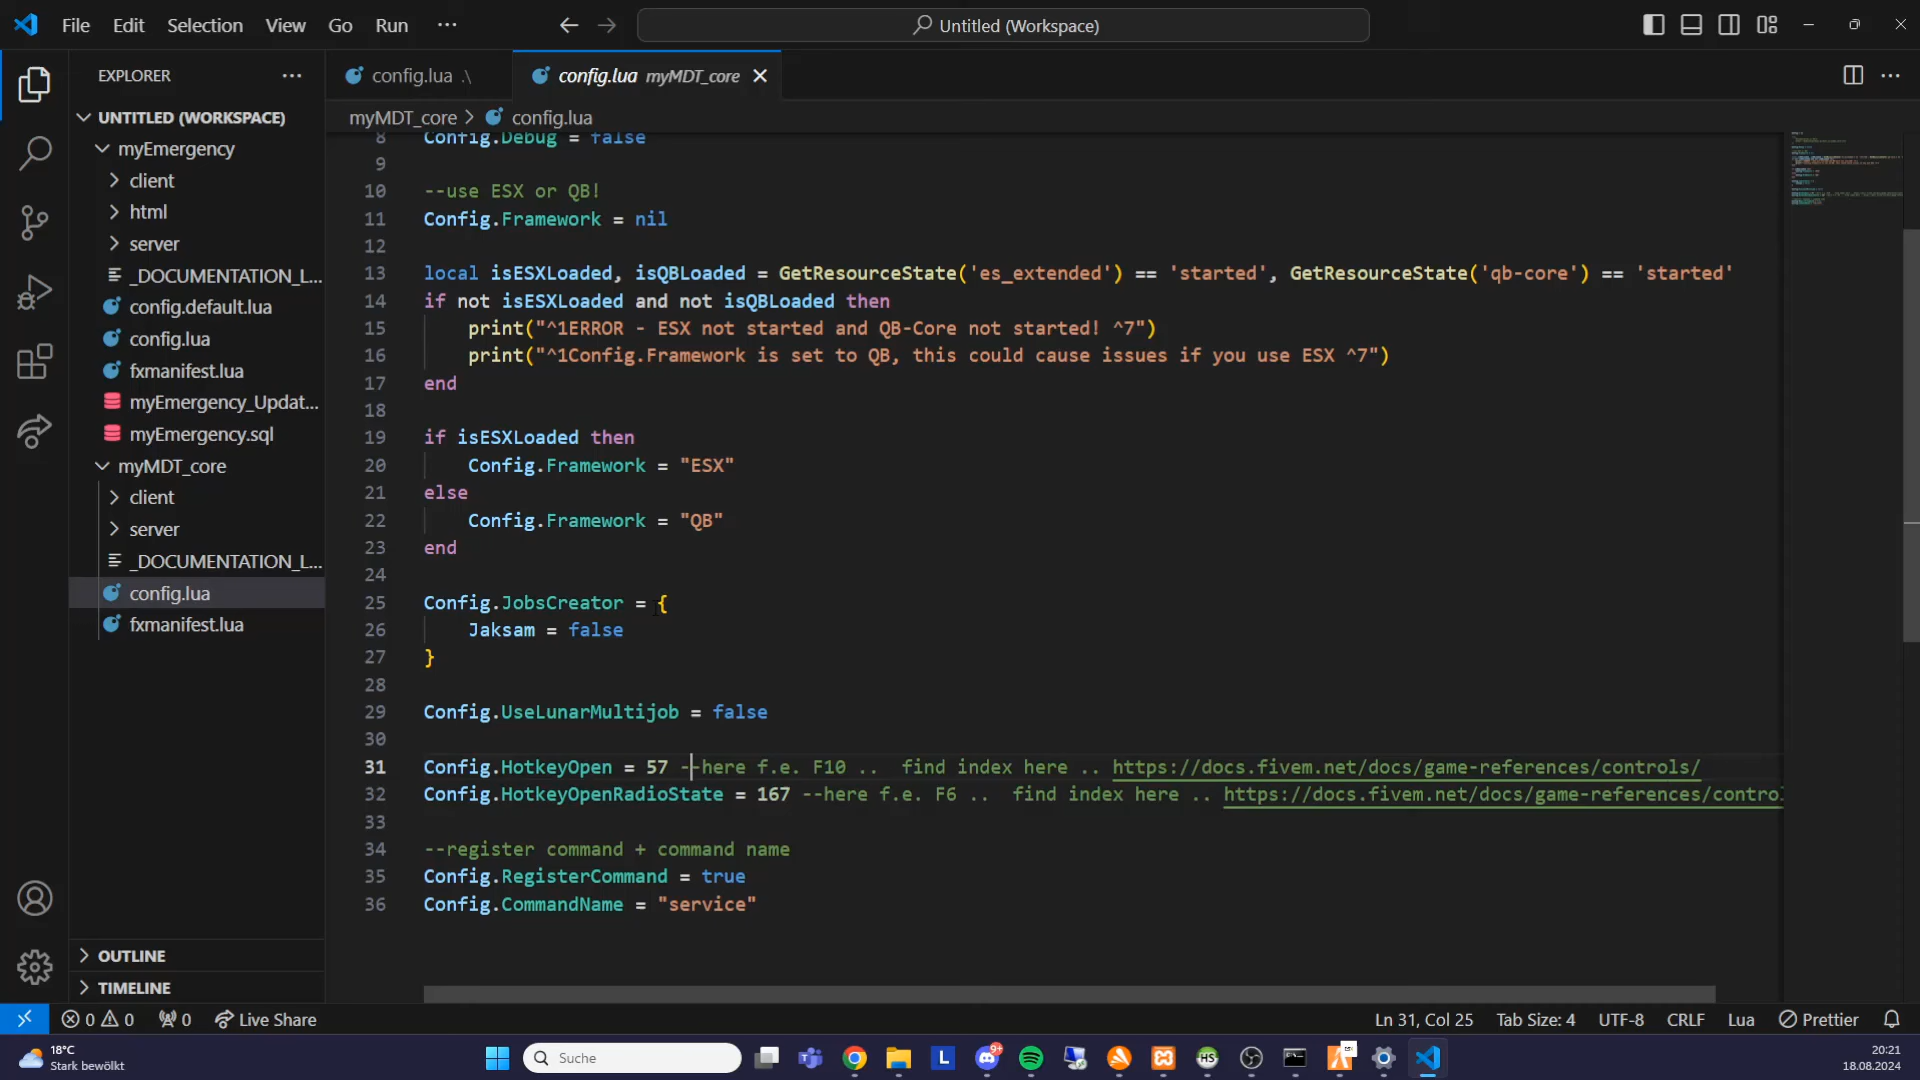 File Edit Selection View Go Run ···
Untitled (Workspace)
EXPLORER ···
config.lua .\
config.lua myMDT_core
UNTITLED (WORKSPACE)
myMDT_core > config.lua
myEmergency
client
html
server
_DOCUMENTATION_L...
config.default.lua
config.lua
fxmanifest.lua
myEmergency_Updat...
myEmergency.sql
myMDT_core
client
server
_DOCUMENTATION_L...
config.lua
fxmanifest.lua
OUTLINE
TIMELINE
8 Config.Debug = false
9
10 --use ESX or QB!
11 Config.Framework = nil
12
13 local isESXLoaded, isQBLoaded = GetResourceState('es_extended') == 'started', GetResourceState('qb-core') == 'started'
14 if not isESXLoaded and not isQBLoaded then
15 print("^1ERROR - ESX not started and QB-Core not started! ^7")
16 print("^1Config.Framework is set to QB, this could cause issues if you use ESX ^7")
17 end
18
19 if isESXLoaded then
20 Config.Framework = "ESX"
21 else
22 Config.Framework = "QB"
23 end
24
25 Config.JobsCreator = {
26 Jaksam = false
27 }
28
29 Config.UseLunarMultijob = false
30
31 Config.HotkeyOpen = 57 --here f.e. F10 .. find index here .. https://docs.fivem.net/docs/game-references/controls/
32 Config.HotkeyOpenRadioState = 167 --here f.e. F6 .. find index here .. https://docs.fivem.net/docs/game-references/control
33
34 --register command + command name
35 Config.RegisterCommand = true
36 Config.CommandName = "service"
0 0 0 Live Share
Ln 31, Col 25 Tab Size: 4 UTF-8 CRLF Lua Prettier
18°C
Stark bewölkt
Suche
L
9+
HS
20:21
18.08.2024